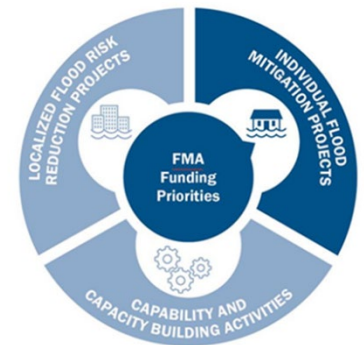 LOCALIZED FLOOD RISK
REDUCTION PROJECTS
INDIVIDUAL FLOOD
MITIGATION PROJECTS
FMA
Funding
Priorities
CAPABILITY AND
CAPACITY BUILDING ACTIVITIES